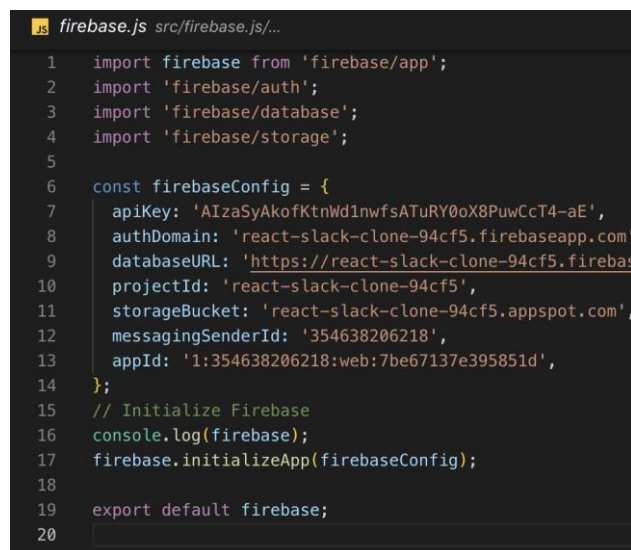 JS firebase.js src/firebase.js/...
1 import firebase from 'firebase/app';
2 import 'firebase/auth';
3 import 'firebase/database';
4 import 'firebase/storage';
5
6 const firebaseConfig = {
7 apiKey: 'AIzaSyAkofKtnWd1nwfsATuRY0oX8PuwCcT4-aE',
8 authDomain: 'react-slack-clone-94cf5.firebaseapp.com'
9 databaseURL: 'https://react-slack-clone-94cf5.firebas
10 projectId: 'react-slack-clone-94cf5',
11 storageBucket: 'react-slack-clone-94cf5.appspot.com',
12 messagingSenderId: '354638206218',
13 appId: '1:354638206218:web:7be67137e395851d',
14 };
15 // Initialize Firebase
16 console.log(firebase);
17 firebase.initializeApp(firebaseConfig);
18
19 export default firebase;
20